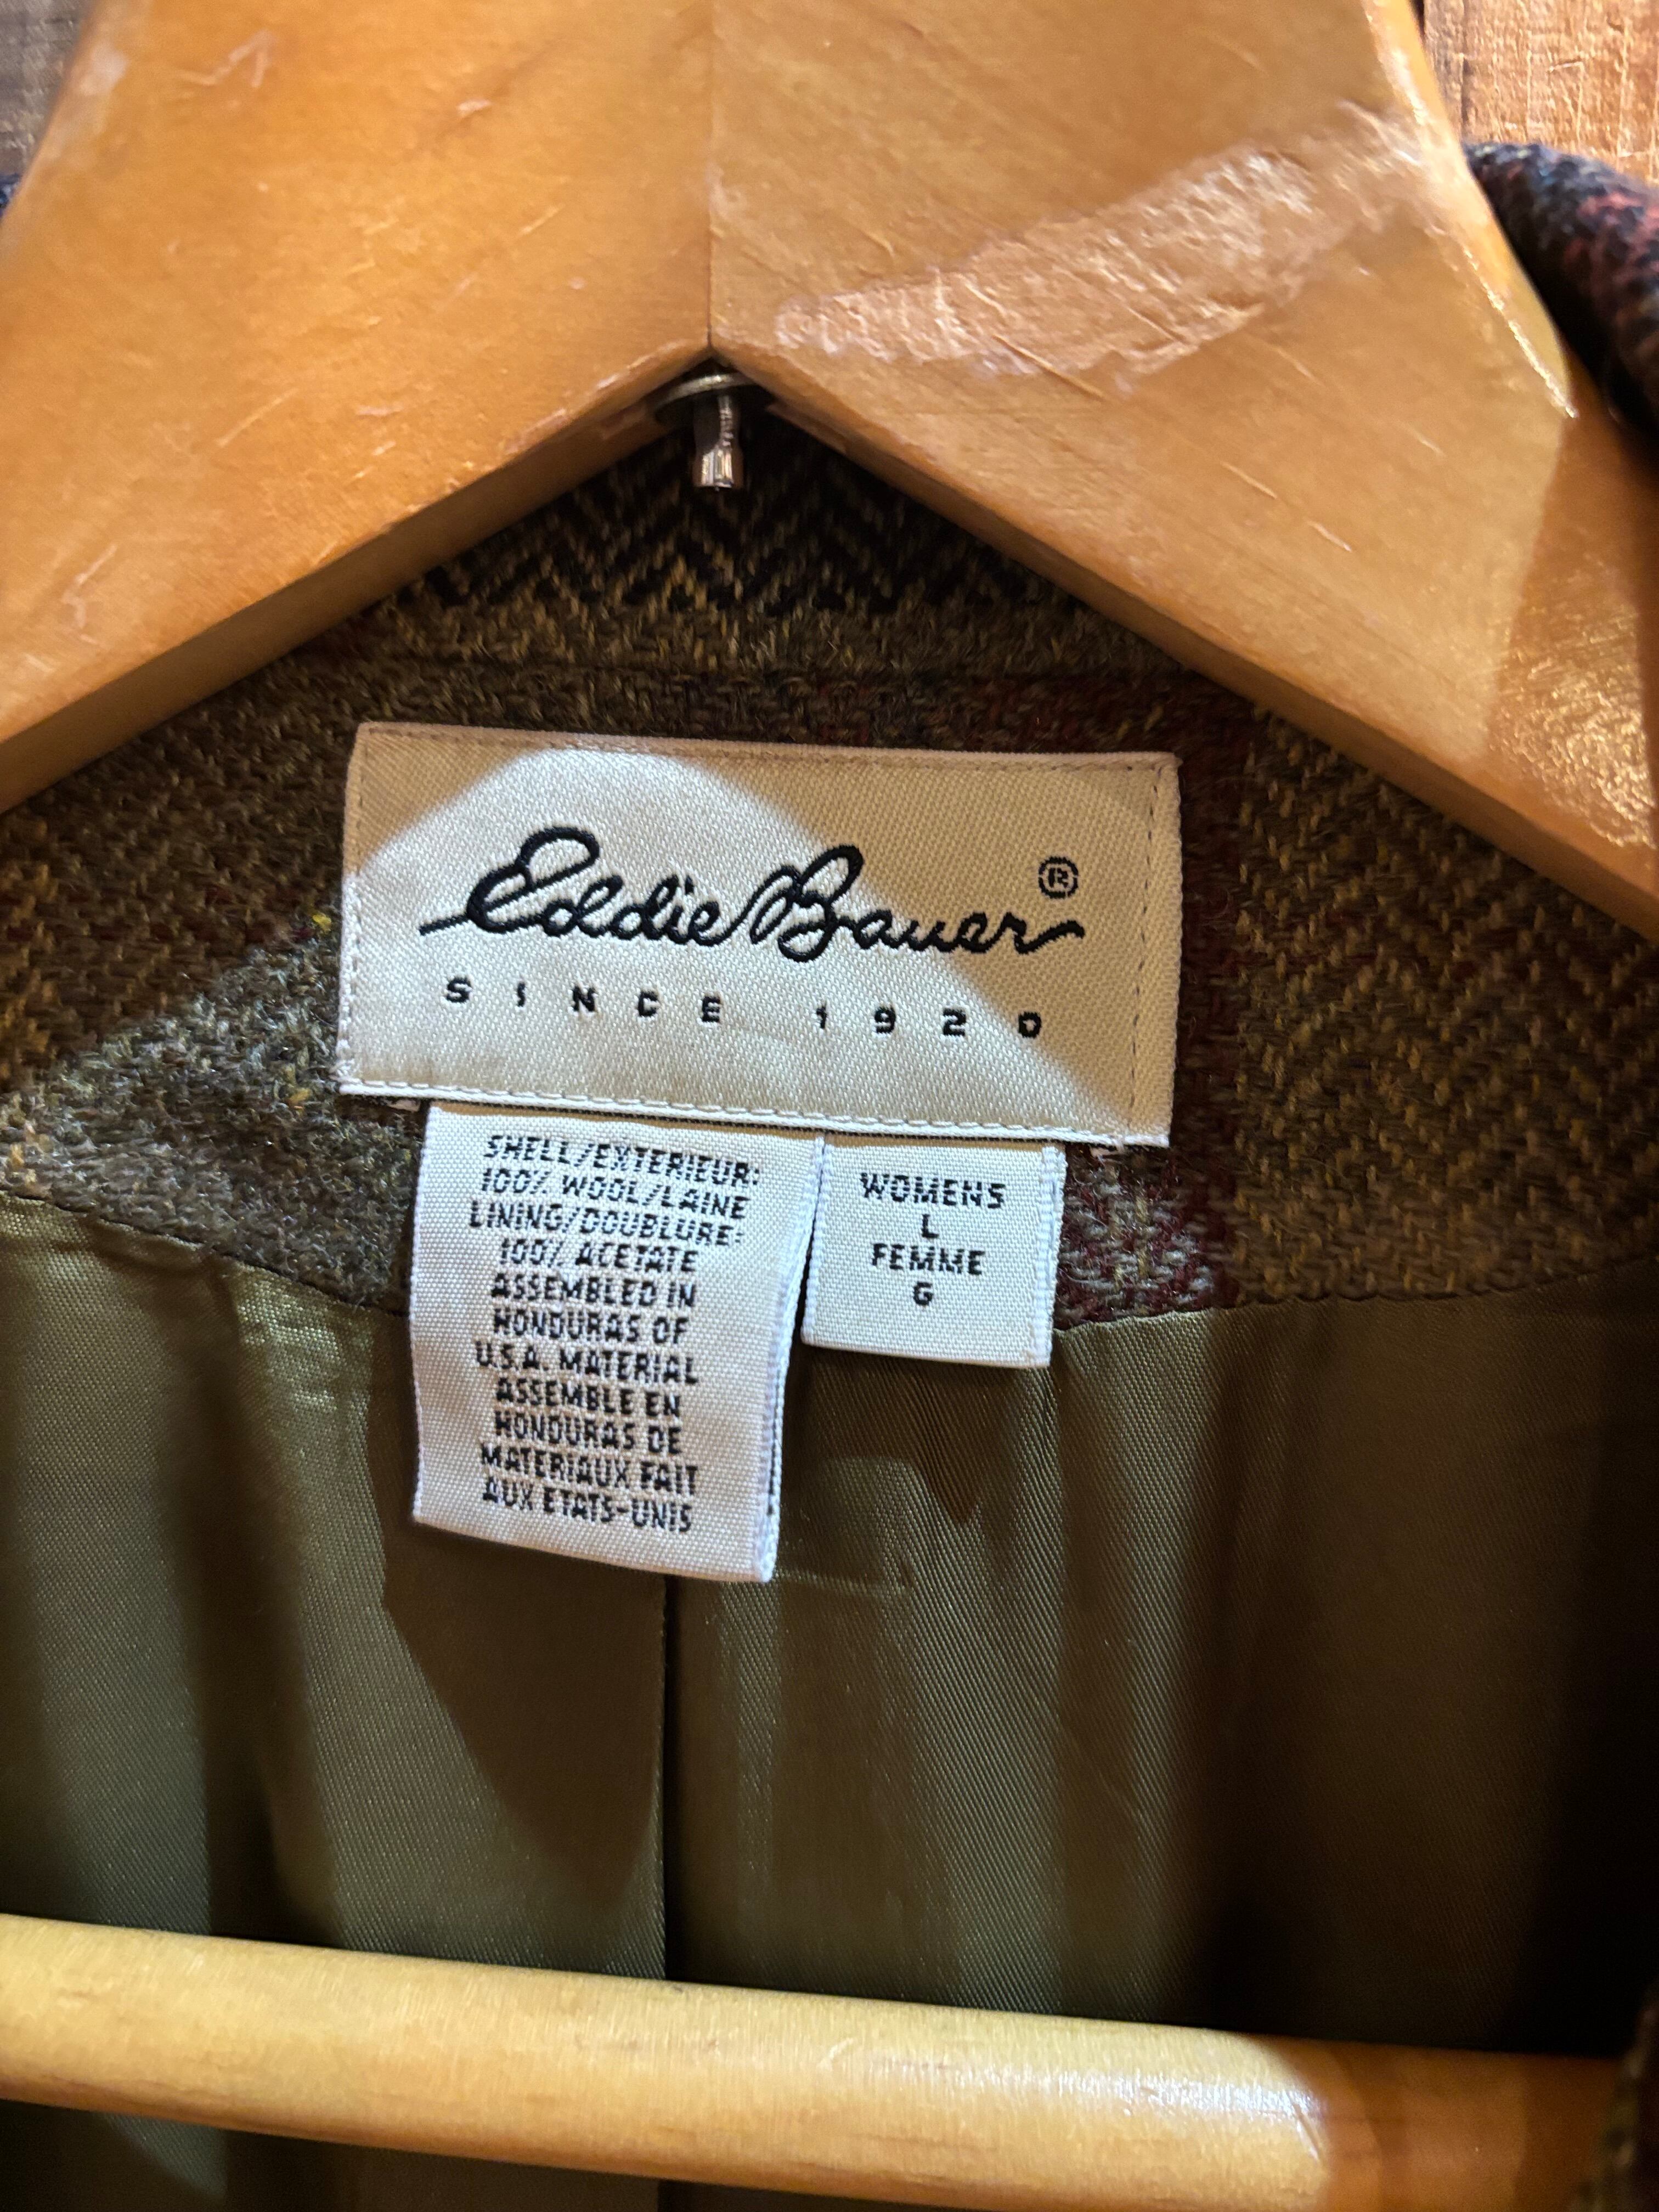 Eddie Bauer®
SINCE 1920
SHELL/EXTERIEUR:
100% WOOL/LAINE
LINING/DOUBLURE:
100% ACETATE
ASSEMBLED IN
HONDURAS OF
U.S.A. MATERIAL
ASSEMBLE EN
HONDURAS DE
MATERIAUX FAIT
AUX ETATS-UNIS
WOMENS
L
FEMME
G